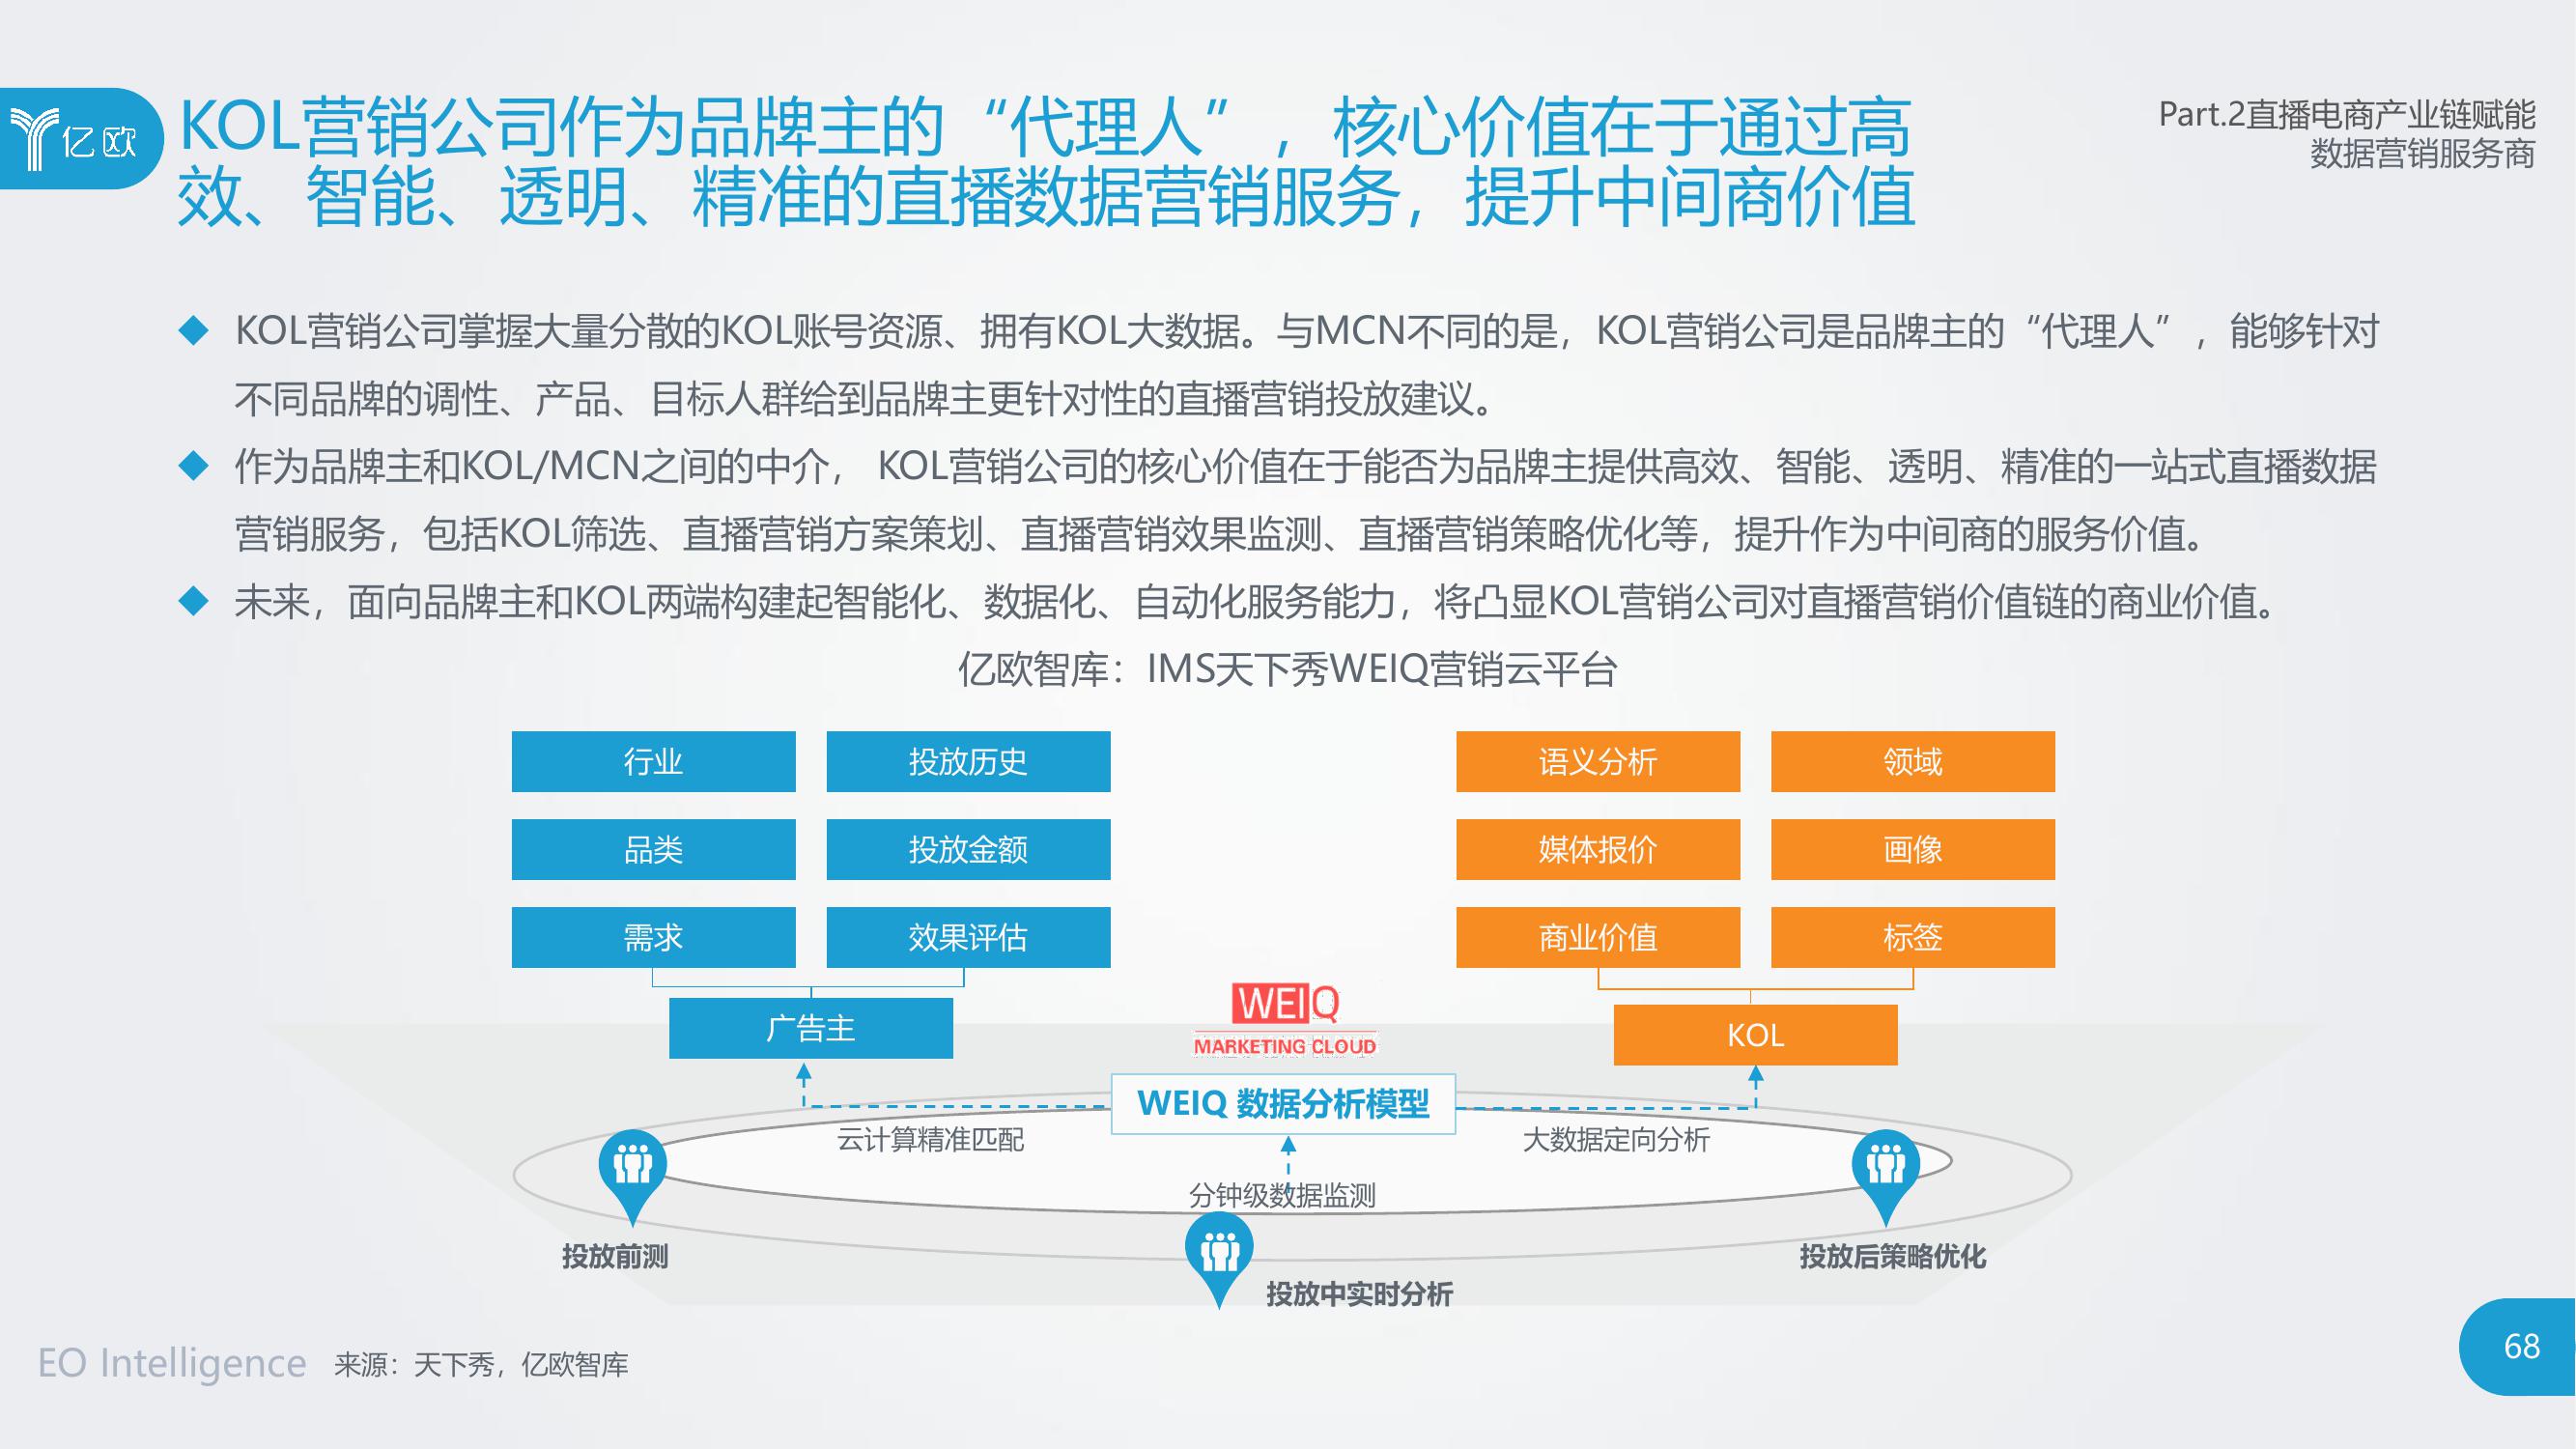 亿欧
KOL营销公司作为品牌主的“代理人”，核心价值在于通过高
效、智能、透明、精准的直播数据营销服务，提升中间商价值
Part.2直播电商产业链赋能
数据营销服务商
KOL营销公司掌握大量分散的KOL账号资源、拥有KOL大数据。与MCN不同的是，KOL营销公司是品牌主的“代理人”，能够针对
不同品牌的调性、产品、目标人群给到品牌主更针对性的直播营销投放建议。
作为品牌主和KOL/MCN之间的中介， KOL营销公司的核心价值在于能否为品牌主提供高效、智能、透明、精准的一站式直播数据
营销服务，包括KOL筛选、直播营销方案策划、直播营销效果监测、直播营销策略优化等，提升作为中间商的服务价值。
未来，面向品牌主和KOL两端构建起智能化、数据化、自动化服务能力，将凸显KOL营销公司对直播营销价值链的商业价值。
亿欧智库：IMS天下秀WEIQ营销云平台
行业
投放历史
语义分析
领域
品类
投放金额
媒体报价
画像
需求
效果评估
商业价值
标签
广告主
WEIQ
MARKETING CLOUD
KOL
WEIQ 数据分析模型
云计算精准匹配
大数据定向分析
分钟级数据监测
投放前测
投放中实时分析
投放后策略优化
EO Intelligence
来源：天下秀，亿欧智库
68